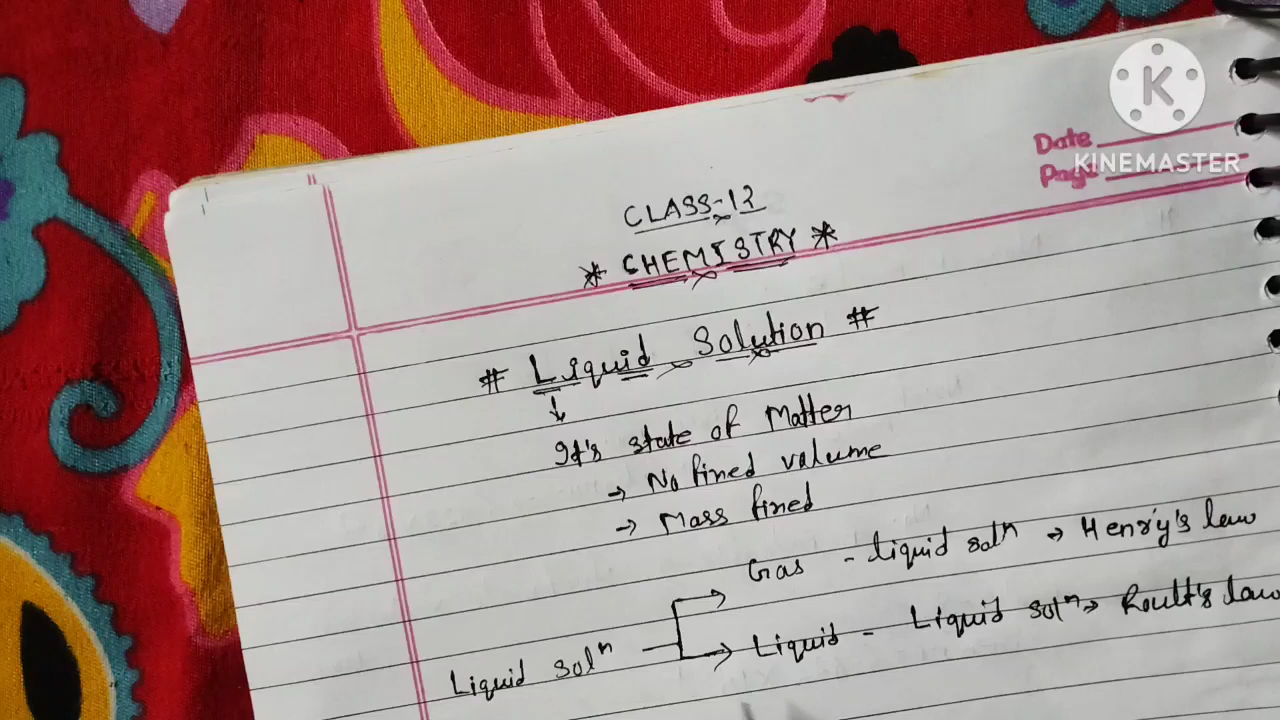 K
KINEMASTER
Date
Page
CLASS-12
* CHEMISTRY *
# Liquid Solution #
↓
It's state of Matter
→ No fixed volume
→ Mass fixed
Gas - liquid solⁿ → Henry's law
Liquid solⁿ
Liquid - Liquid solⁿ → Roult's law